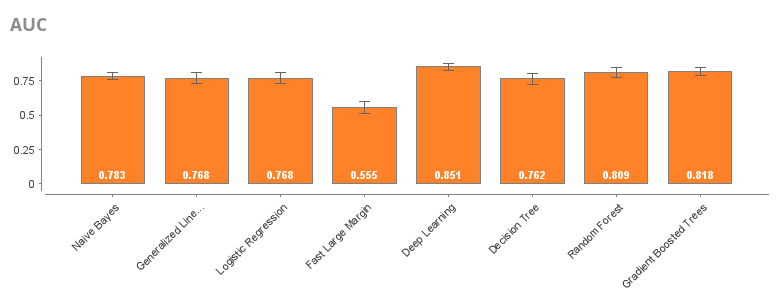 AUC
0.75
0.5
0.25
0
0.783
0.768
0.768
0.555
0.851
0.762
0.809
0.818
Naive Bayes
Generalized Line...
Logistic Regression
Fast Large Margin
Deep Learning
Decision Tree
Random Forest
Gradient Boosted Trees